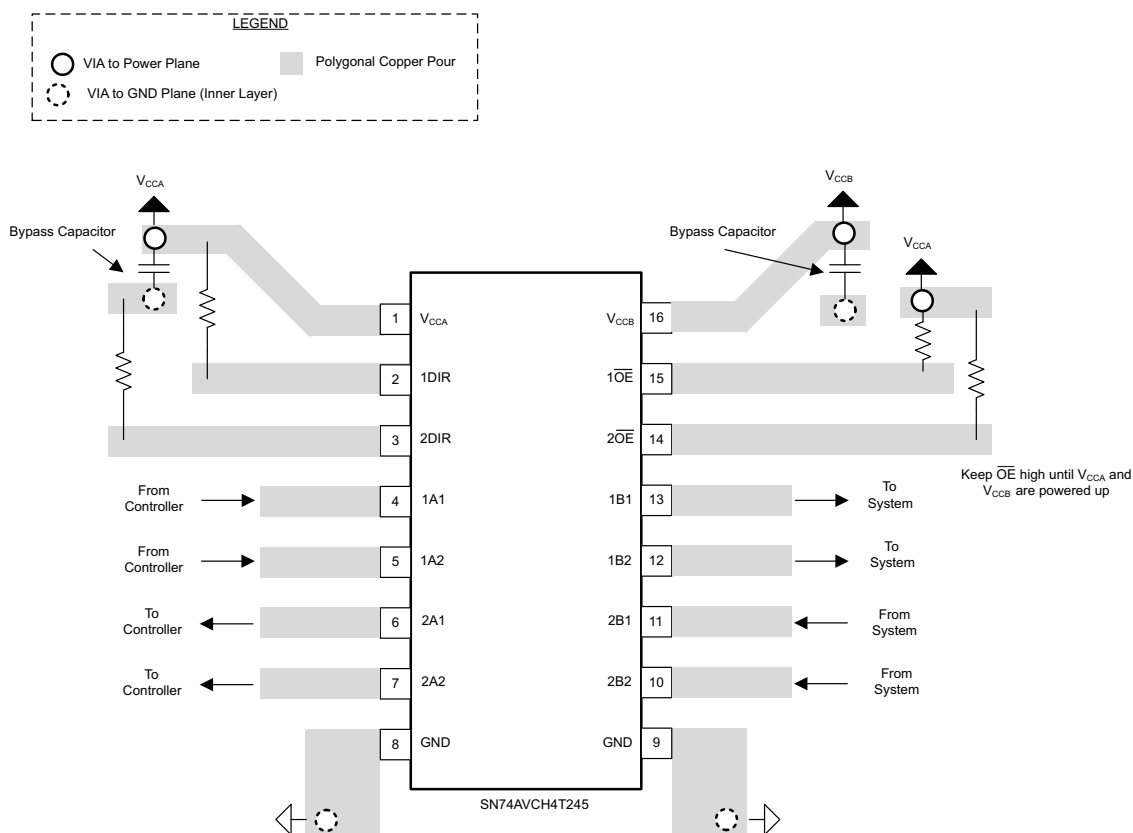 LEGEND
VIA to Power Plane
Polygonal Copper Pour
VIA to GND Plane (Inner Layer)
VCCA
Bypass Capacitor
VCCB
Bypass Capacitor
VCCA
1
VCCA
VCCB
16
2
1DIR
1O̅E̅
15
3
2DIR
2O̅E̅
14
Keep O̅E̅ high until VCCA and
VCCB are powered up
From
Controller
4
1A1
1B1
13
To
System
From
Controller
5
1A2
1B2
12
To
System
To
Controller
6
2A1
2B1
11
From
System
To
Controller
7
2A2
2B2
10
From
System
8
GND
GND
9
SN74AVCH4T245